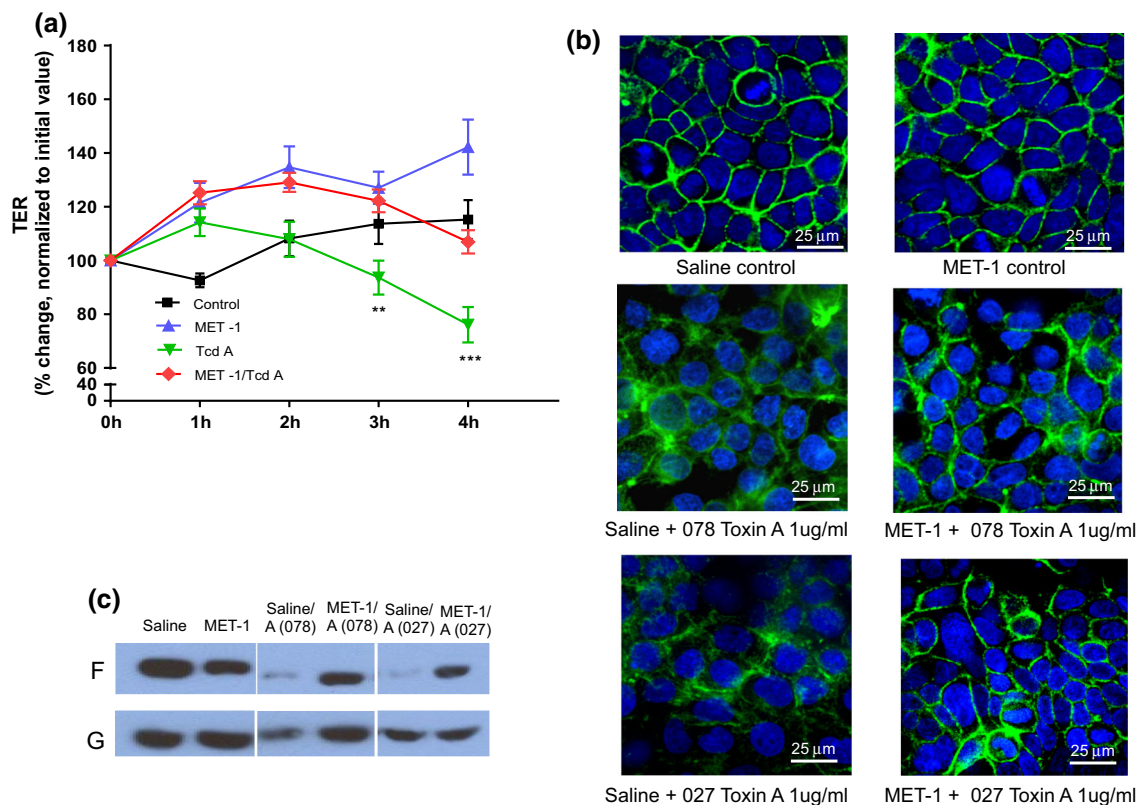 (a)
180
160
140
120
100
80
60
40
0
TER
(% change, normalized to initial value)
Control
MET -1
Tcd A
MET -1/Tcd A
**
***
0h 1h 2h 3h 4h
(b)
25 µm 25 µm
Saline control MET-1 control
25 µm 25 µm
Saline + 078 Toxin A 1ug/ml MET-1 + 078 Toxin A 1ug/ml
25 µm 25 µm
Saline + 027 Toxin A 1ug/ml MET-1 + 027 Toxin A 1ug/ml
(c)
Saline/ MET-1/ Saline/ MET-1/
Saline MET-1 A (078) A (078) A (027) A (027)
F
G